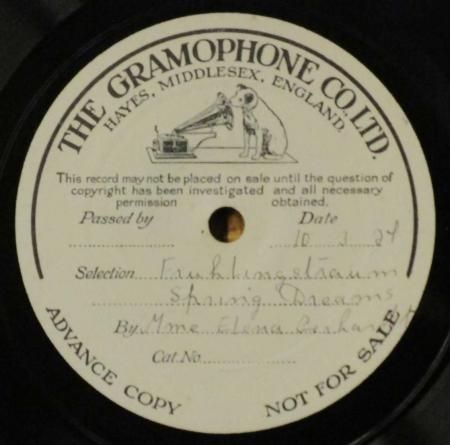 THE GRAMOPHONE CO. LTD.
HAYES, MIDDLESEX, ENGLAND.
This record may not be placed on sale until the question of
copyright has been investigated and all necessary
permission obtained.
Passed by Date
10 3 24
Selection Fruhlingstraum
Spring Dreams
By Mme Elena Gerhardt
Cat. No.
ADVANCE COPY NOT FOR SALE